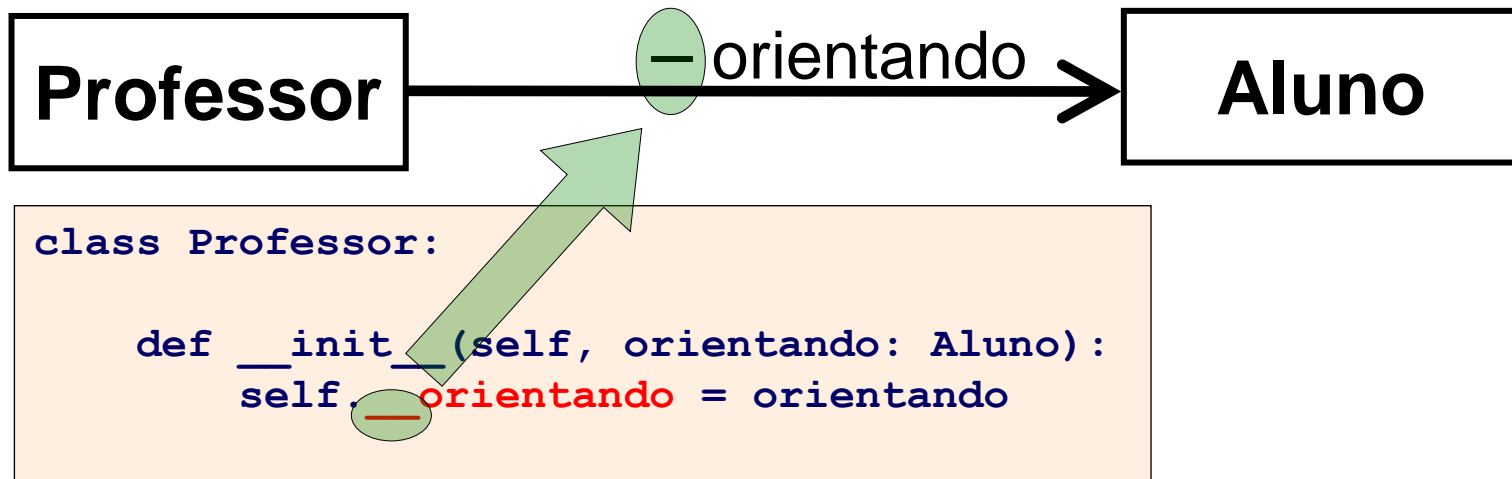 – orientando
Professor
Aluno
class Professor:
def __init__(self, orientando: Aluno):
self.__orientando = orientando